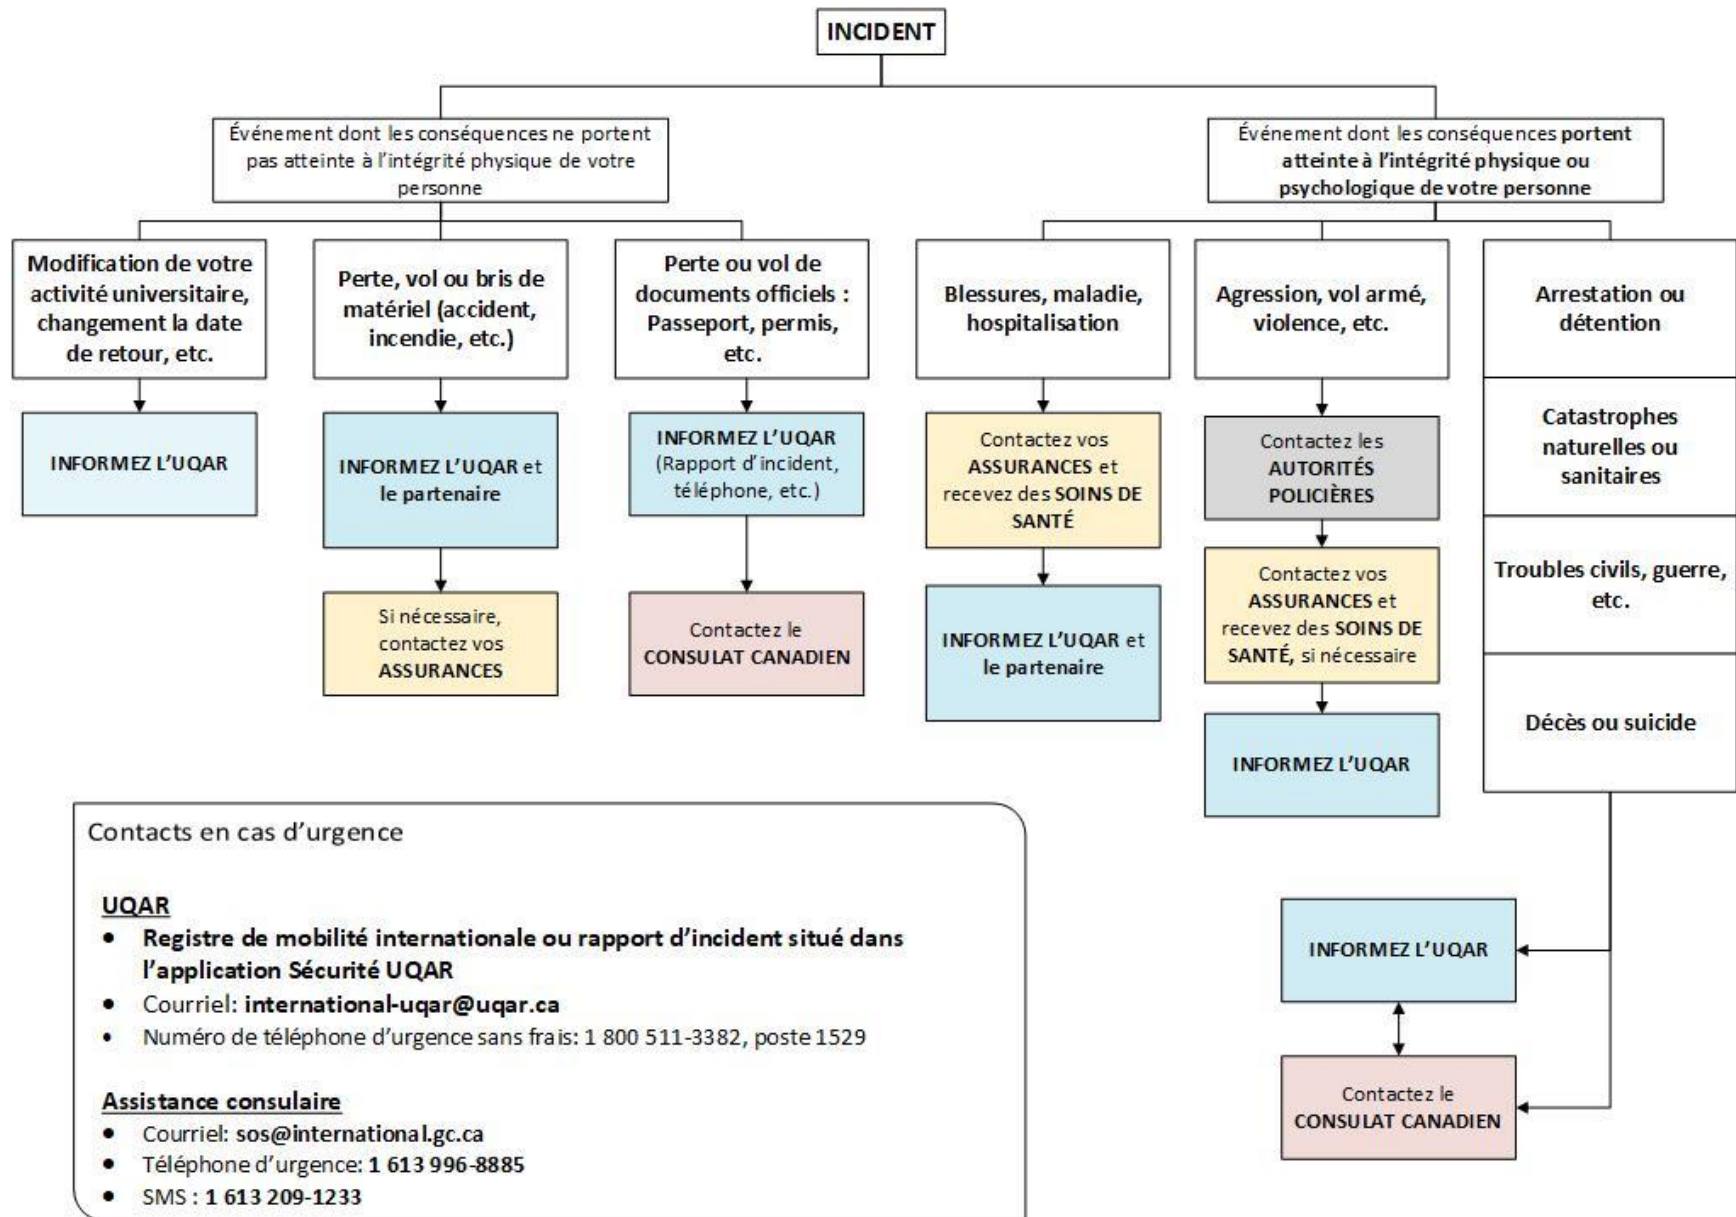 INCIDENT
Événement dont les conséquences ne portent
pas atteinte à l'intégrité physique de votre
personne
Événement dont les conséquences portent
atteinte à l'intégrité physique ou
psychologique de votre personne
Modification de votre
activité universitaire,
changement la date
de retour, etc.
Perte, vol ou bris de
matériel (accident,
incendie, etc.)
Perte ou vol de
documents officiels :
Passeport, permis,
etc.
Blessures, maladie,
hospitalisation
Agression, vol armé,
violence, etc.
Arrestation ou
détention
INFORMEZ L'UQAR
INFORMEZ L'UQAR et
le partenaire
INFORMEZ L'UQAR
(Rapport d'incident,
téléphone, etc.)
Contactez vos
ASSURANCES et
recevez des SOINS DE
SANTÉ
Contactez les
AUTORITÉS
POLICIÈRES
Catastrophes
naturelles ou
sanitaires
Si nécessaire,
contactez vos
ASSURANCES
Contactez le
CONSULAT CANADIEN
INFORMEZ L'UQAR et
le partenaire
Contactez vos
ASSURANCES et
recevez des SOINS DE
SANTÉ, si nécessaire
Troubles civils, guerre,
etc.
INFORMEZ L'UQAR
Décès ou suicide
INFORMEZ L'UQAR
Contactez le
CONSULAT CANADIEN
Contacts en cas d'urgence
UQAR
• Registre de mobilité internationale ou rapport d'incident situé dans
l'application Sécurité UQAR
• Courriel: international-uqar@uqar.ca
• Numéro de téléphone d'urgence sans frais: 1 800 511-3382, poste 1529
Assistance consulaire
• Courriel: sos@international.gc.ca
• Téléphone d'urgence: 1 613 996-8885
• SMS : 1 613 209-1233